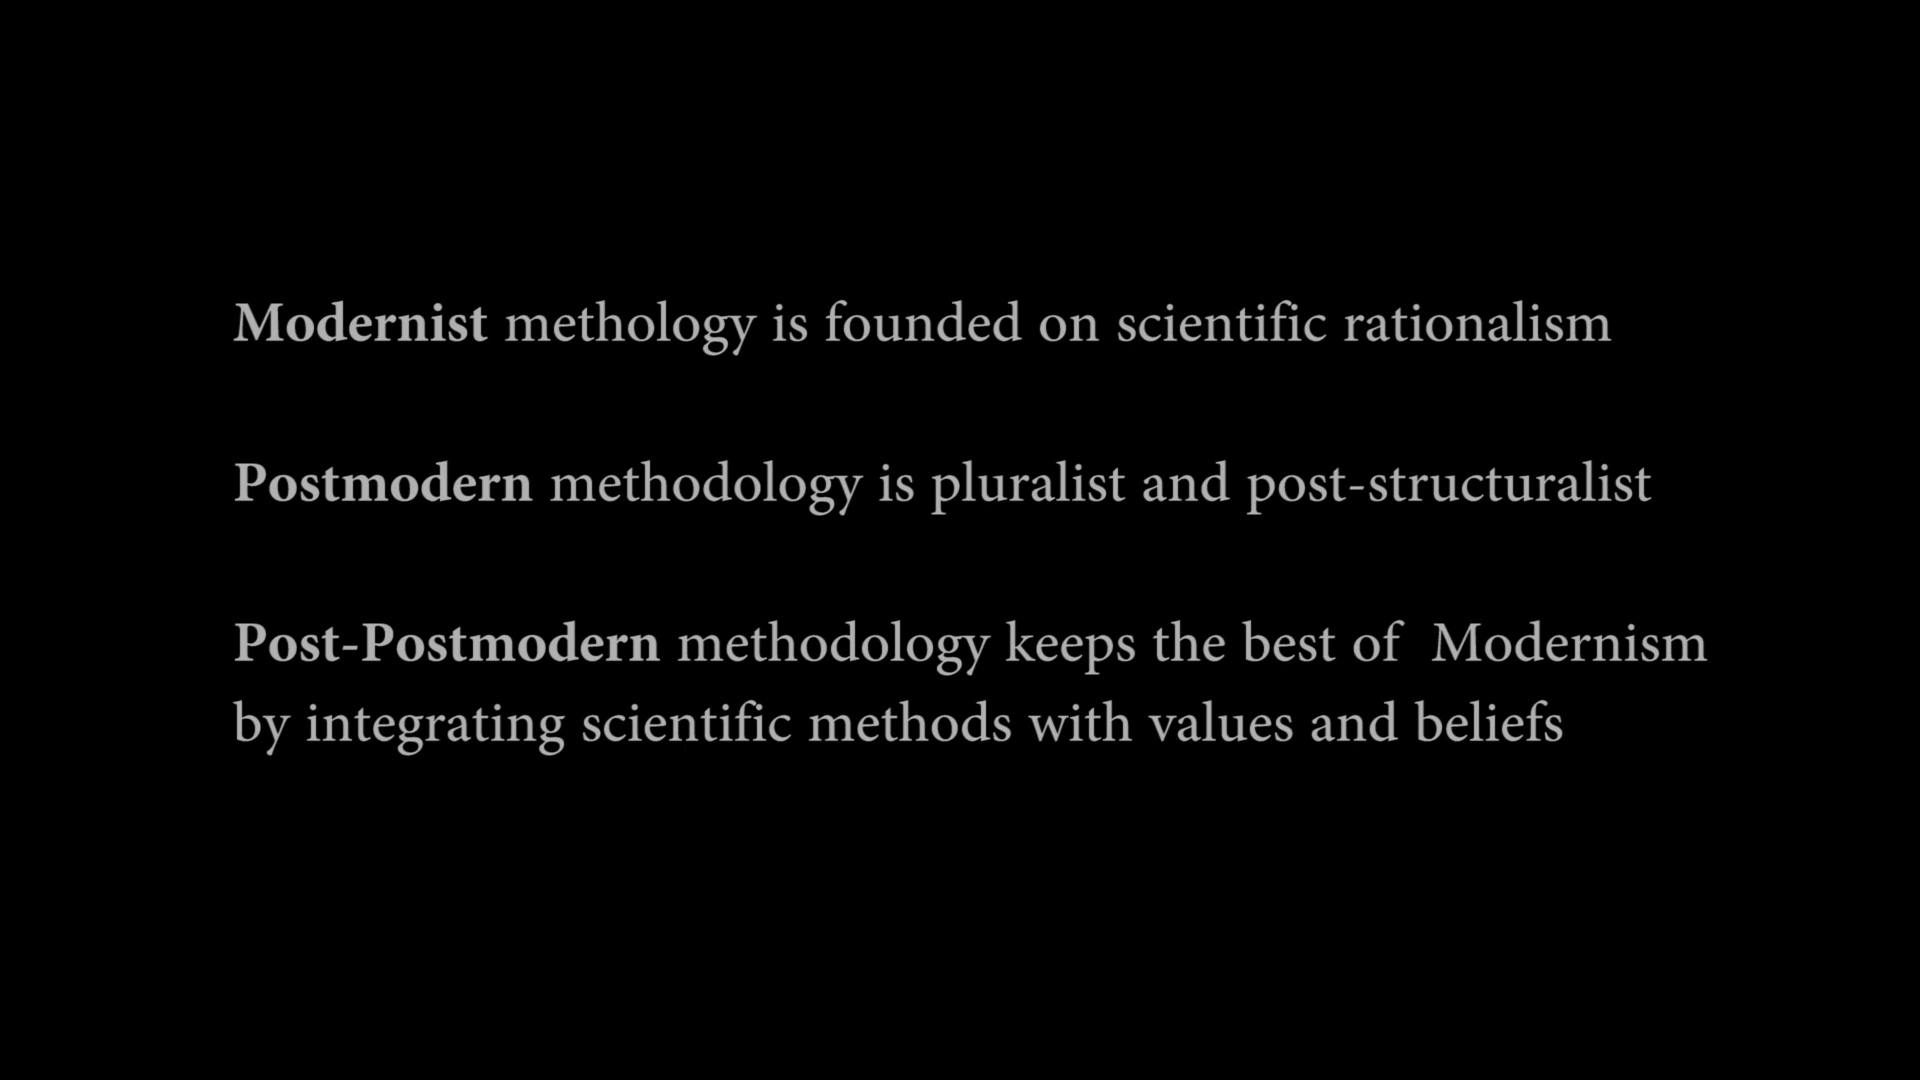 Modernist methology is founded on scientific rationalism
Postmodern methodology is pluralist and post-structuralist
Post-Postmodern methodology keeps the best of  Modernism
by integrating scientific methods with values and beliefs